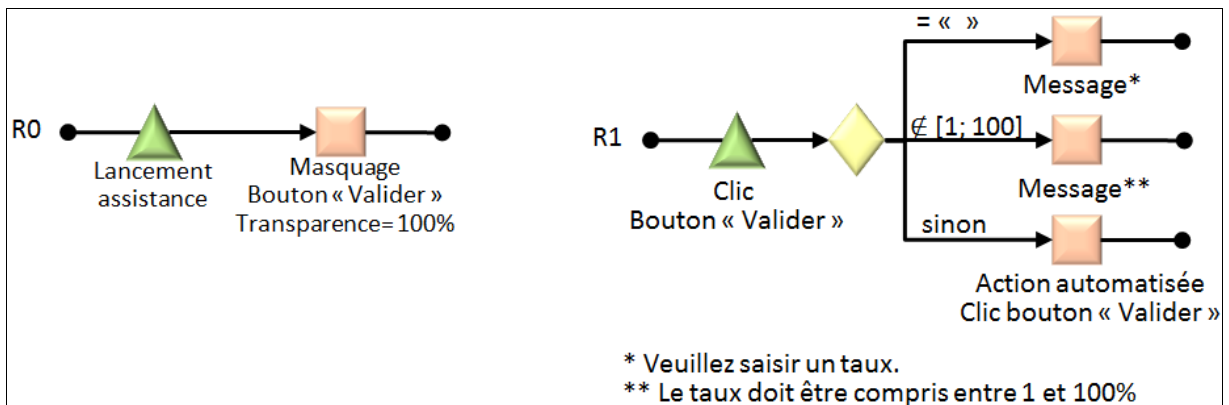 R0
Lancement
assistance
Masquage
Bouton « Valider »
Transparence= 100%
R1
Clic
Bouton « Valider »
= «  »
Message*
∉ [1; 100]
Message**
sinon
Action automatisée
Clic bouton « Valider »
* Veuillez saisir un taux.
** Le taux doit être compris entre 1 et 100%